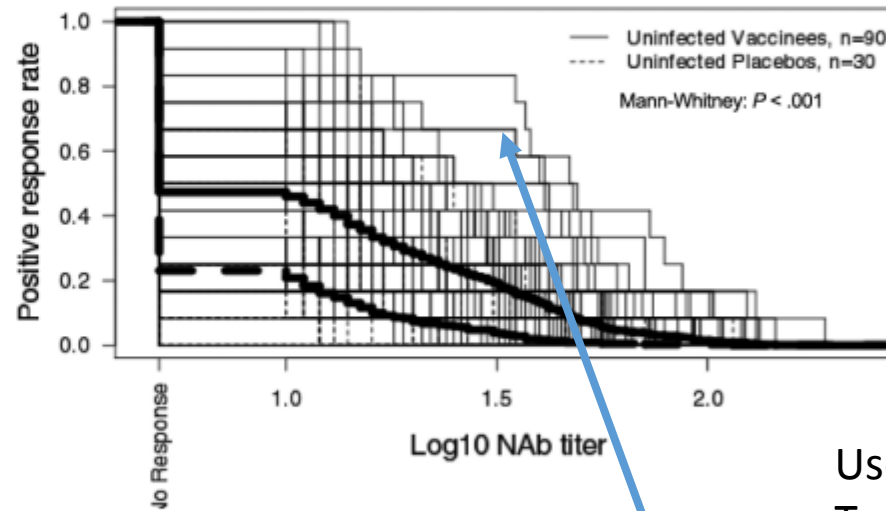 Positive response rate
1.0
0.8
0.6
0.4
0.2
0.0
Uninfected Vaccinees, n=90
Uninfected Placebos, n=30
Mann-Whitney: P < .001
No Response
1.0
1.5
2.0
Log10 NAb titer
Us